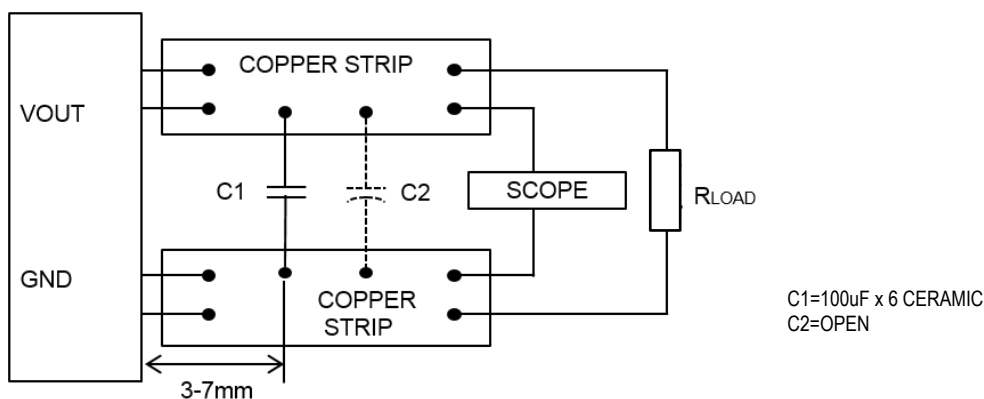 COPPER STRIP
VOUT
C1
C2
SCOPE
RLOAD
GND
COPPER
STRIP
C1=100uF x 6 CERAMIC
C2=OPEN
3-7mm